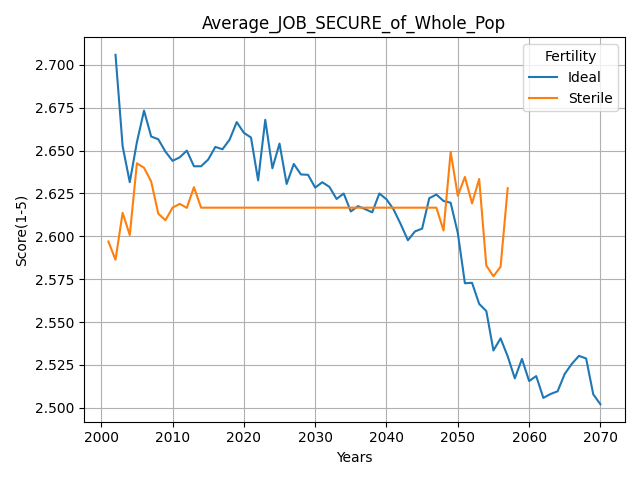 Average_JOB_SECURE_of_Whole_Pop
Fertility
Ideal
Sterile
Score(1-5)
2.700
2.675
2.650
2.625
2.600
2.575
2.550
2.525
2.500
2000 2010 2020 2030 2040 2050 2060 2070
Years